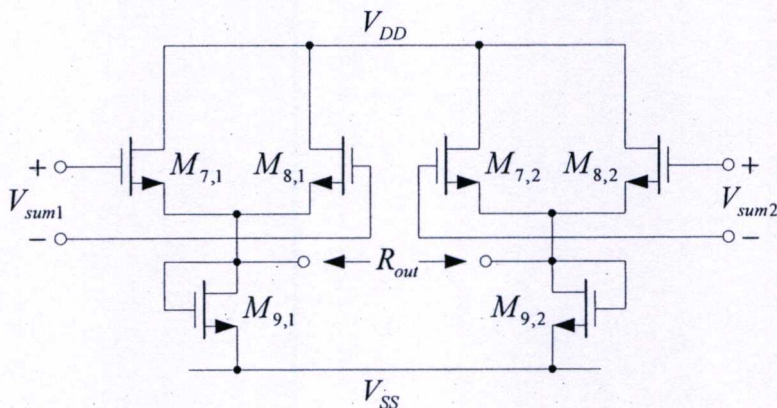 V_DD
+
M_7,1
M_8,1
M_7,2
M_8,2
+
V_sum1
V_sum2
−
−
R_out
M_9,1
M_9,2
V_SS